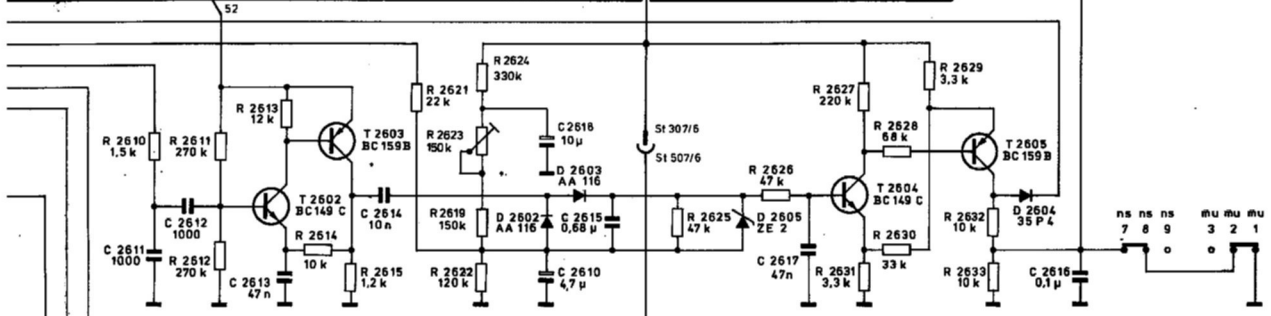 52
R 2624
330k
R 2629
3,3 k
R 2621
22 k
R 2627
220 k
R 2613
12 k
T 2603
BC 159B
C 2618
10µ
St 307/6
R 2628
68 k
R 2610
1,5 k
R 2611
270 k
R 2623
150k
St 507/6
T 2605
BC 159B
D 2603
AA 116
R 2626
47 k
T 2602
BC 149 C
T 2604
BC 149 C
C 2612
1000
C 2614
10 n
R 2619
150k
D 2602
AA 116
C 2615
0,68 µ
R 2625
47 k
D 2605
ZE 2
R 2632
10 k
D 2604
35 P 4
ns ns ns mu mu mu
7 8 9 3 2 1
R 2614
10 k
R 2630
33 k
C 2611
1000
R 2612
270 k
C 2613
47 n
R 2615
1,2 k
R 2622
120 k
C 2610
4,7 µ
C 2617
47n
R 2631
3,3 k
R 2633
10 k
C 2616
0,1 µ